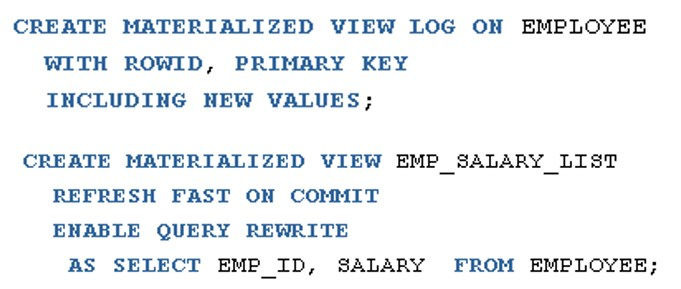 CREATE MATERIALIZED VIEW LOG ON EMPLOYEE
WITH ROWID, PRIMARY KEY
INCLUDING NEW VALUES;
CREATE MATERIALIZED VIEW EMP_SALARY_LIST
REFRESH FAST ON COMMIT
ENABLE QUERY REWRITE
AS SELECT EMP_ID, SALARY FROM EMPLOYEE;